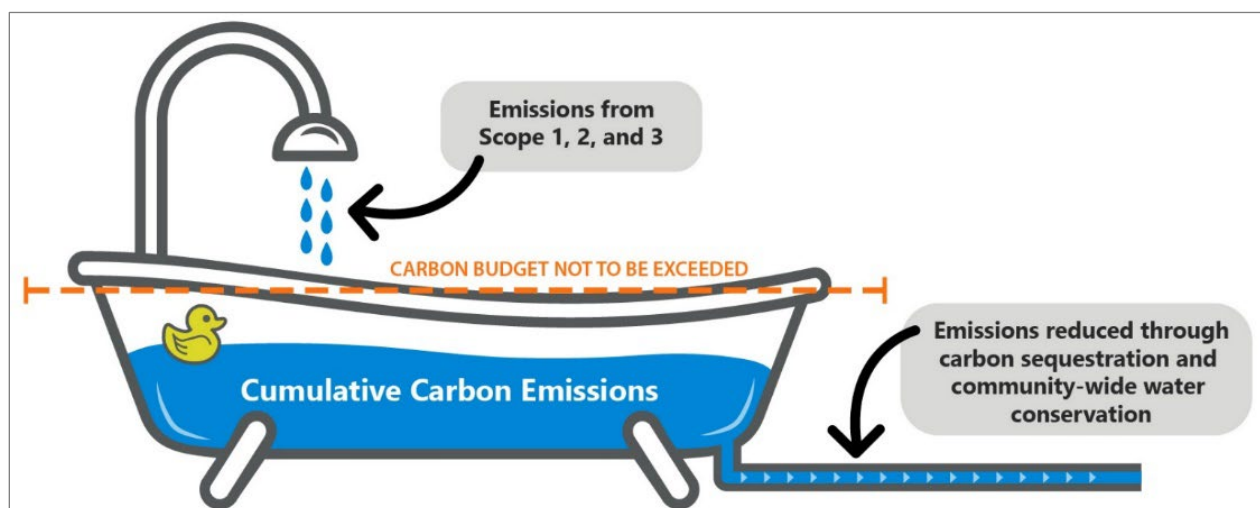 Emissions from
Scope 1, 2, and 3
CARBON BUDGET NOT TO BE EXCEEDED
Emissions reduced through
carbon sequestration and
community-wide water
conservation
Cumulative Carbon Emissions